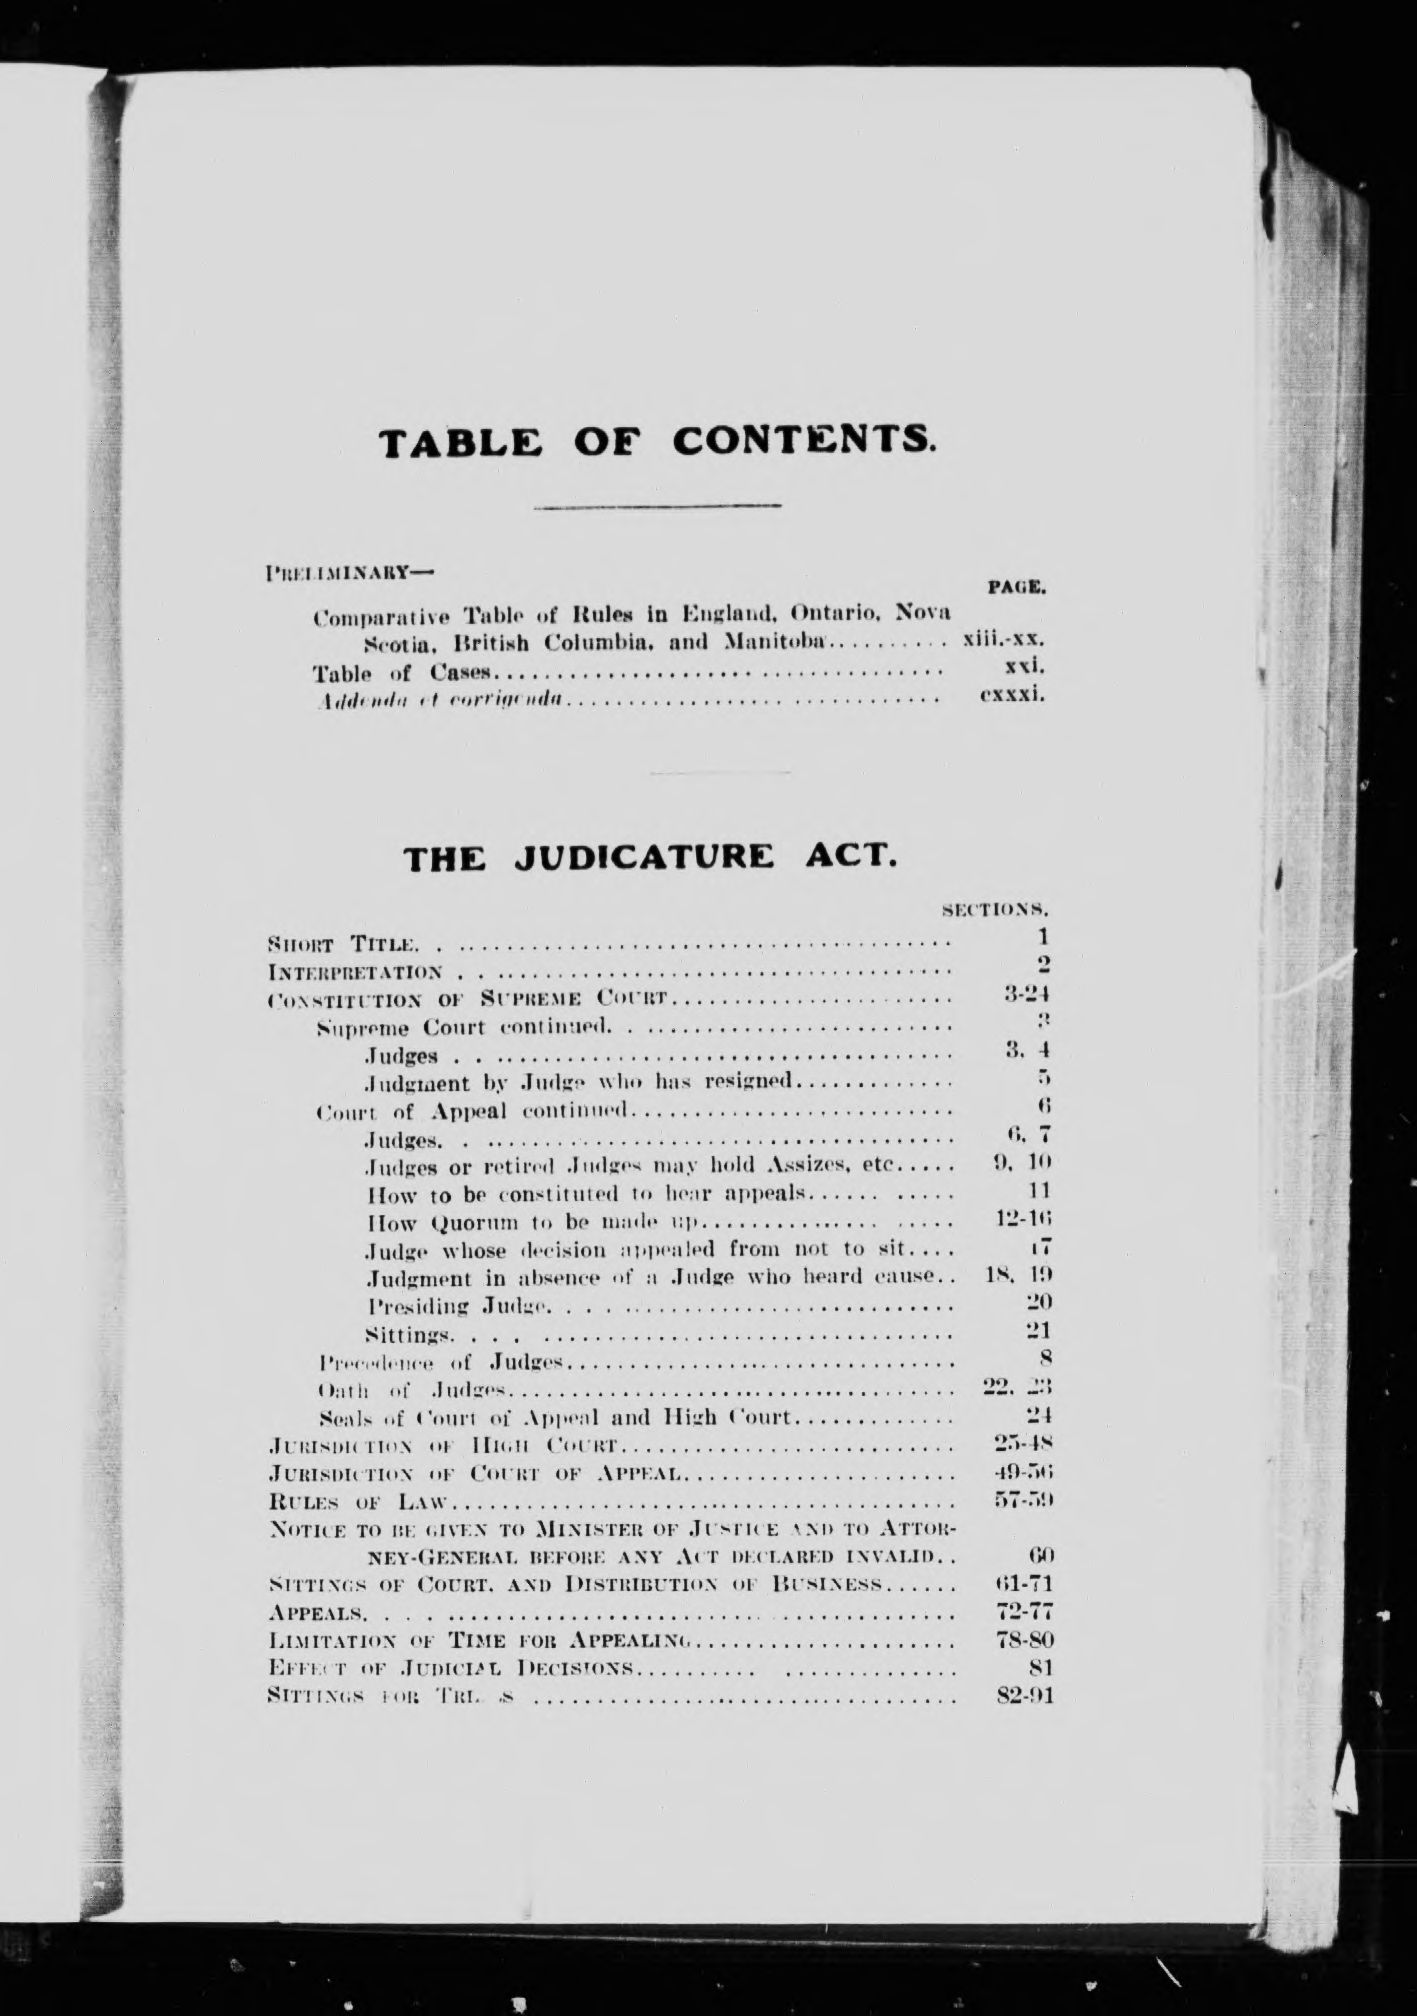 TABLE OF CONTENTS.
PRELIMINARY—
PAGE.
Comparative Table of Rules in England, Ontario, Nova
Scotia, British Columbia, and Manitoba.......... xiii.-xx.
Table of Cases.................................... xxi.
Addenda et corrigenda.............................. cxxxi.
THE JUDICATURE ACT.
SECTIONS.
SHORT TITLE. . ........................................ 1
INTERPRETATION . . ..................................... 2
CONSTITUTION OF SUPREME COURT....................... 3-24
Supreme Court continued. . ......................... 3
Judges . . ..................................... 3, 4
Judgment by Judge who has resigned............. 5
Court of Appeal continued.......................... 6
Judges. . ...................................... 6, 7
Judges or retired Judges may hold Assizes, etc..... 9, 10
How to be constituted to hear appeals........... 11
How Quorum to be made up.................... 12-16
Judge whose decision appealed from not to sit.... 17
Judgment in absence of a Judge who heard cause.. 18, 19
Presiding Judge. . . ........................... 20
Sittings. . . . ................................. 21
Precedence of Judges................................ 8
Oath of Judges.................................... 22, 23
Seals of Court of Appeal and High Court............. 24
JURISDICTION OF HIGH COURT........................... 25-48
JURISDICTION OF COURT OF APPEAL...................... 49-56
RULES OF LAW......................................... 57-59
NOTICE TO BE GIVEN TO MINISTER OF JUSTICE AND TO ATTOR-
NEY-GENERAL BEFORE ANY ACT DECLARED INVALID.. 60
SITTINGS OF COURT, AND DISTRIBUTION OF BUSINESS...... 61-71
APPEALS. . . . ........................................ 72-77
LIMITATION OF TIME FOR APPEALING..................... 78-80
EFFECT OF JUDICIAL DECISIONS........................ 81
SITTINGS FOR .................................. 82-91